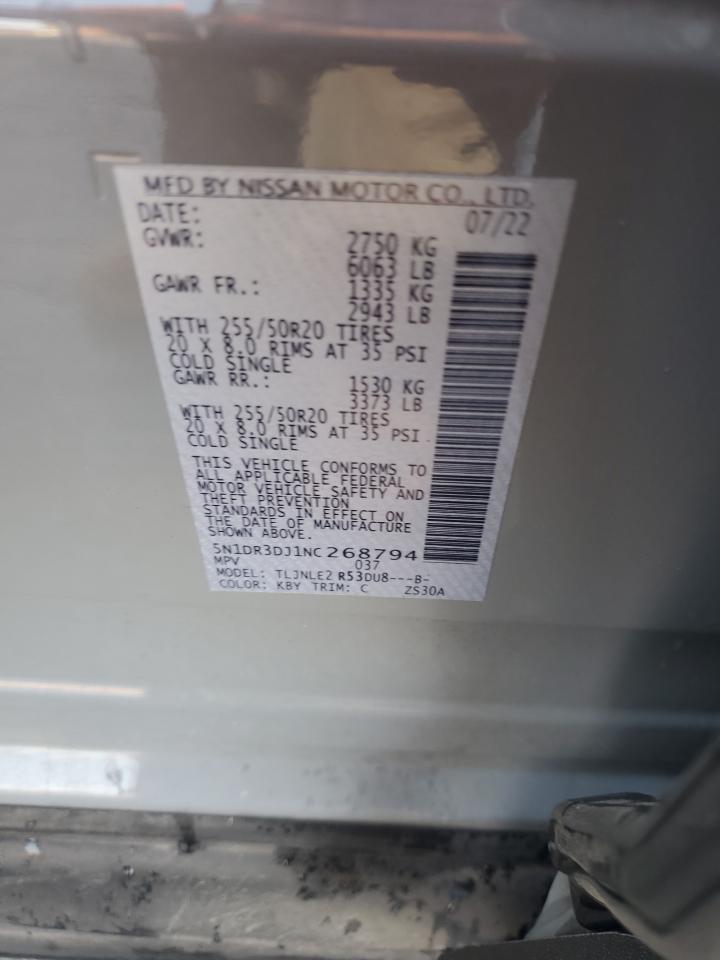 MFD BY NISSAN MOTOR CO., LTD.
DATE: 07/22
GVWR: 2750 KG
6063 LB
GAWR FR.: 1335 KG
2943 LB
WITH 255/50R20 TIRES
20 X 8.0 RIMS AT 35 PSI
COLD SINGLE
GAWR RR.: 1530 KG
3373 LB
WITH 255/50R20 TIRES
20 X 8.0 RIMS AT 35 PSI
COLD SINGLE
THIS VEHICLE CONFORMS TO
ALL APPLICABLE FEDERAL
MOTOR VEHICLE SAFETY AND
THEFT PREVENTION
STANDARDS IN EFFECT ON
THE DATE OF MANUFACTURE
SHOWN ABOVE.
5N1DR3DJ1NC268794
MPV 037
MODEL: TLJNLE2 R53DU8---B-
COLOR: KBY TRIM: C ZS30A